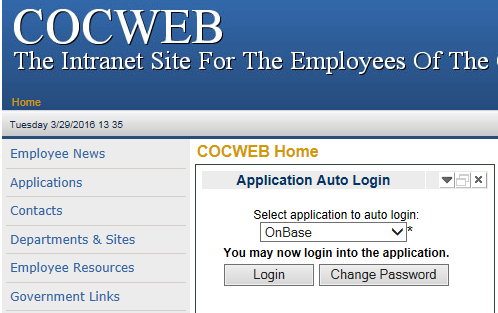 COCWEB
The Intranet Site For The Employees Of The
Home
Tuesday 3/29/2016 13 35
Employee News
Applications
Contacts
Departments & Sites
Employee Resources
Government Links
COCWEB Home
Application Auto Login
Select application to auto login:
OnBase *
You may now login into the application.
Login Change Password